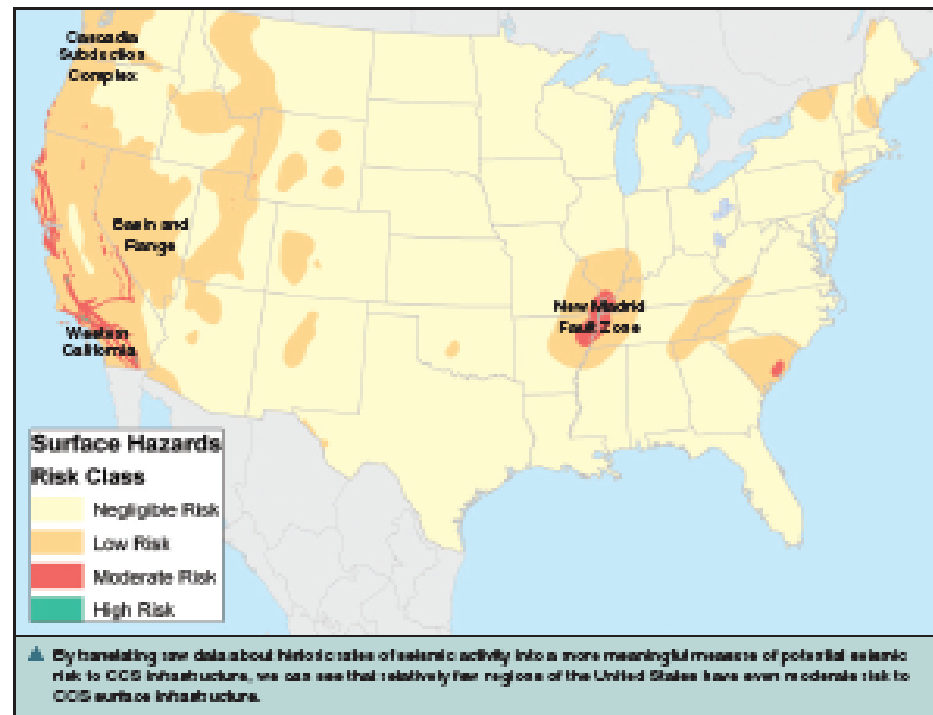 Cascadia
Subduction
Complex
Basin and
Range
New Madrid
Fault Zone
Western
California
Surface Hazards
Risk Class
Negligible Risk
Low Risk
Moderate Risk
High Risk
By translating raw data about historic rates of seismic activity into a more meaningful measure of potential seismic
risk to CCS infrastructure, we can see that relatively few regions of the United States have even moderate risk to
CCS surface infrastructure.